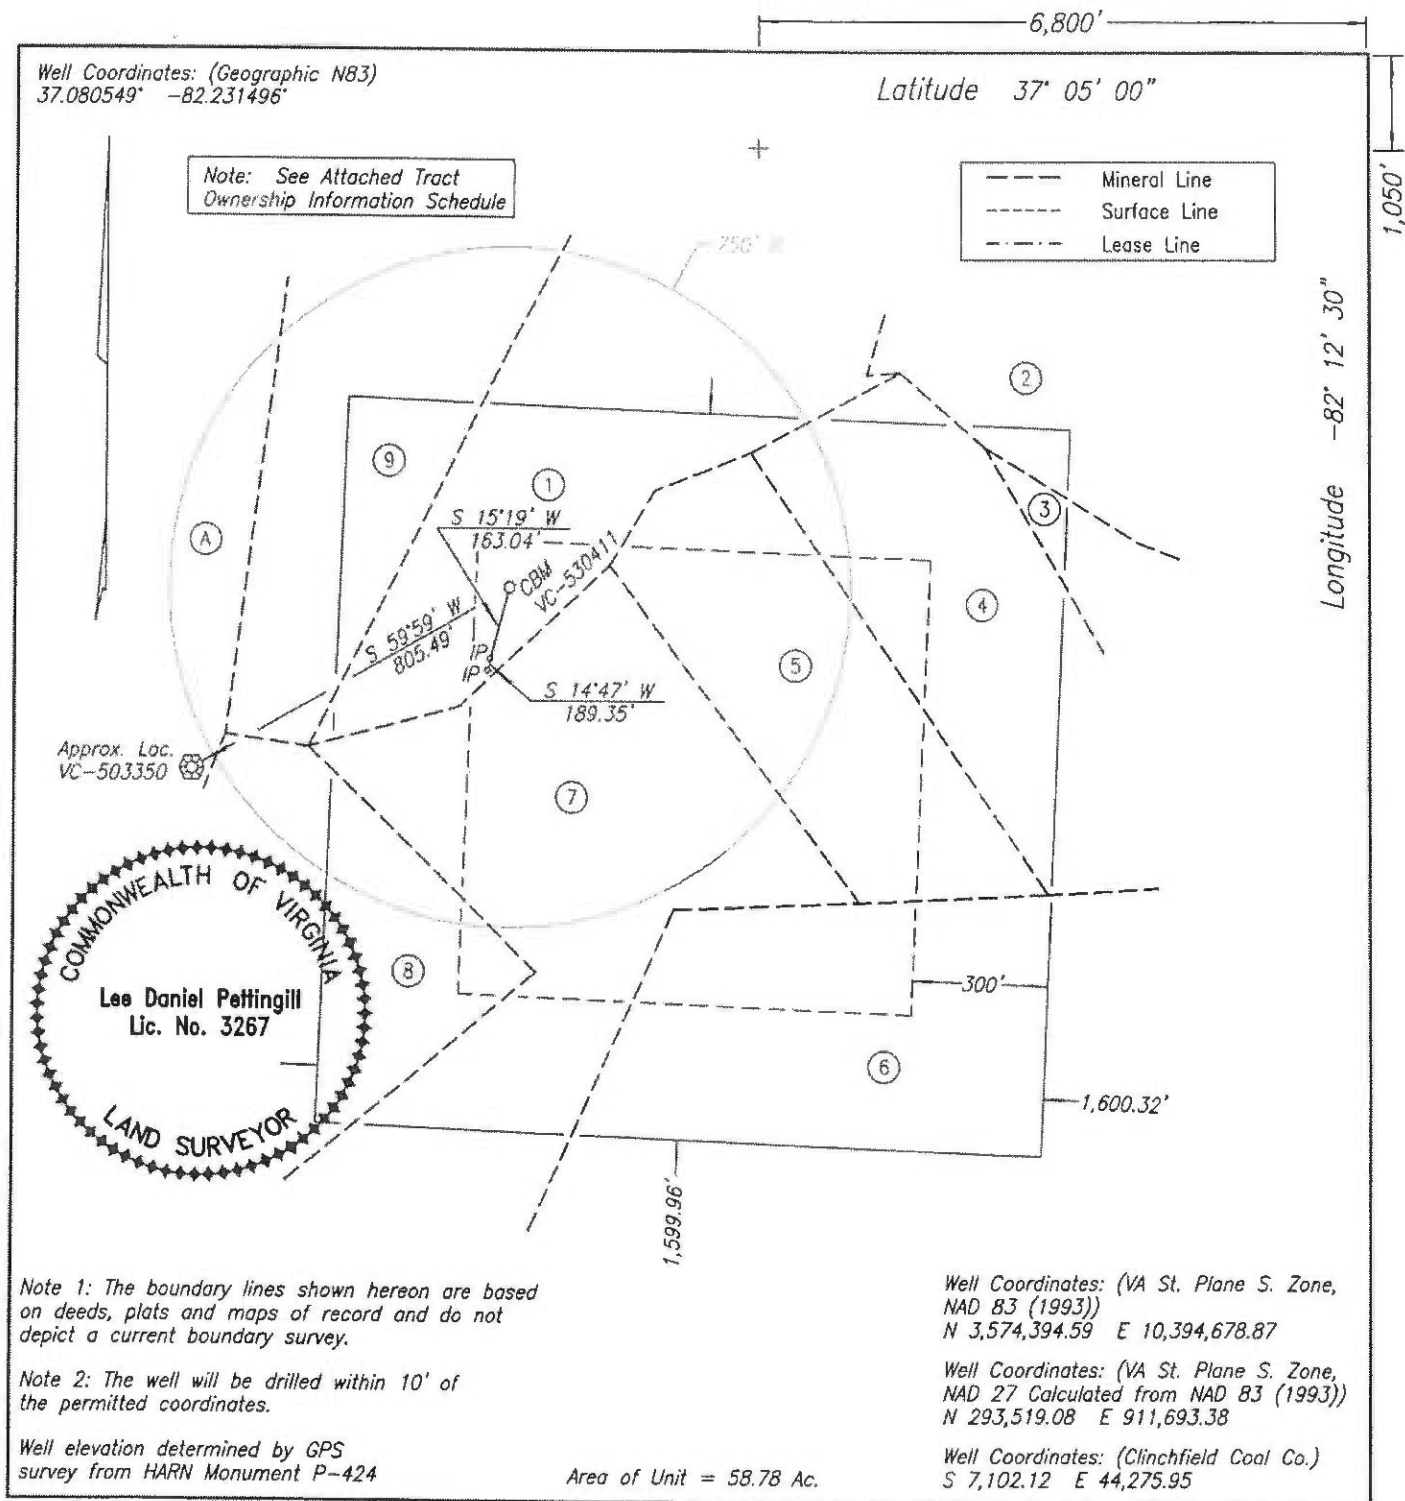 6,800'
Well Coordinates: (Geographic N83)
37.080549° -82.231496°
Latitude 37° 05' 00"
1,050'
Note: See Attached Tract
Ownership Information Schedule
Mineral Line
Surface Line
Lease Line
750' R
Longitude -82° 12' 30"
2
9
1
3
S 15°19' W
163.04'
A
CBM
VC-530411
4
S 59°59' W
805.49'
IP
IP
5
S 14°47' W
189.35'
Approx. Loc.
VC-503350
7
COMMONWEALTH OF VIRGINIA
Lee Daniel Pettingill
Lic. No. 3267
LAND SURVEYOR
8
300'
6
1,600.32'
1,599.96'
Note 1: The boundary lines shown hereon are based
on deeds, plats and maps of record and do not
depict a current boundary survey.
Note 2: The well will be drilled within 10' of
the permitted coordinates.
Well elevation determined by GPS
survey from HARN Monument P-424
Area of Unit = 58.78 Ac.
Well Coordinates: (VA St. Plane S. Zone,
NAD 83 (1993))
N 3,574,394.59 E 10,394,678.87
Well Coordinates: (VA St. Plane S. Zone,
NAD 27 Calculated from NAD 83 (1993))
N 293,519.08 E 911,693.38
Well Coordinates: (Clinchfield Coal Co.)
S 7,102.12 E 44,275.95